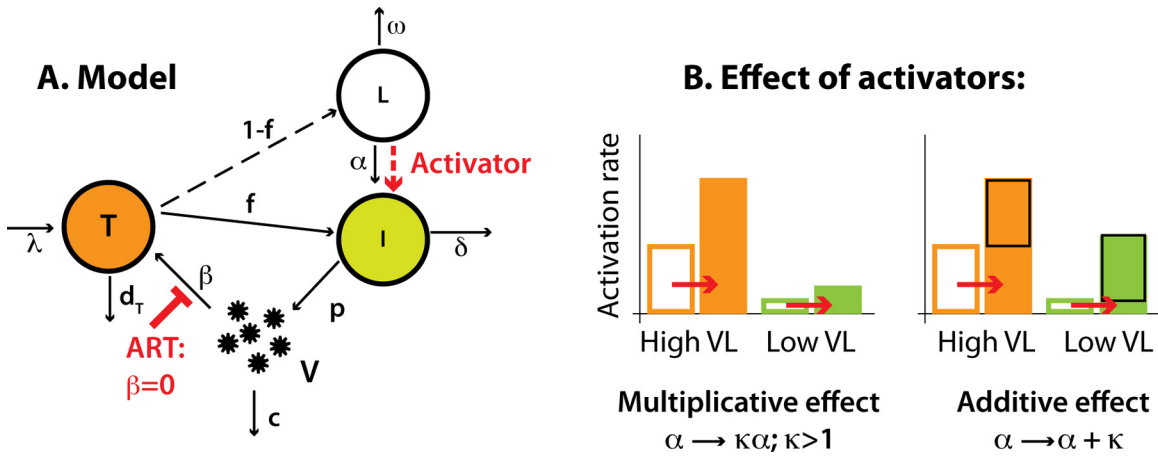 A. Model
ω
L
1-f
α
Activator
T
f
I
λ
δ
β
d_T
p
ART:
β=0
V
c
B. Effect of activators:
Activation rate
High VL Low VL
High VL Low VL
Multiplicative effect
α → κα; κ>1
Additive effect
α → α + κ